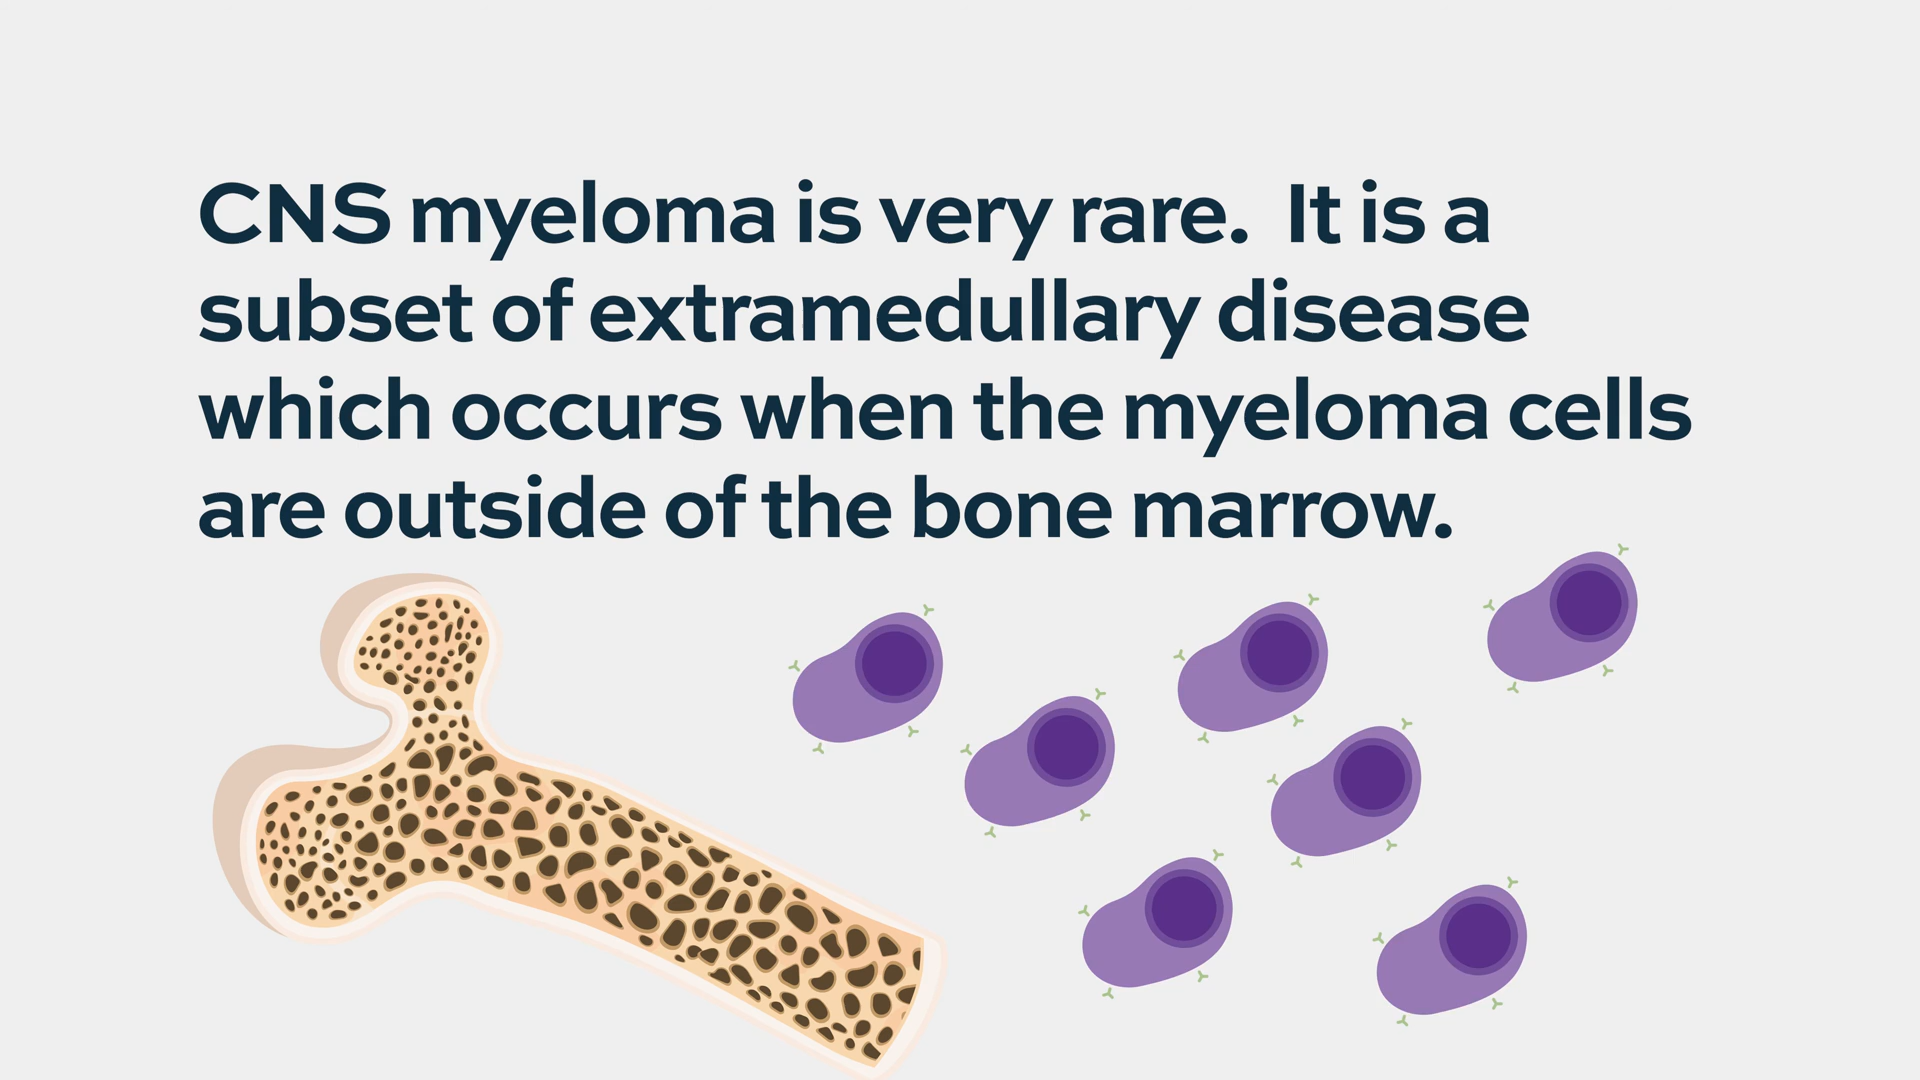 CNS myeloma is very rare.  It is a
subset of extramedullary disease
which occurs when the myeloma cells
are outside of the bone marrow.